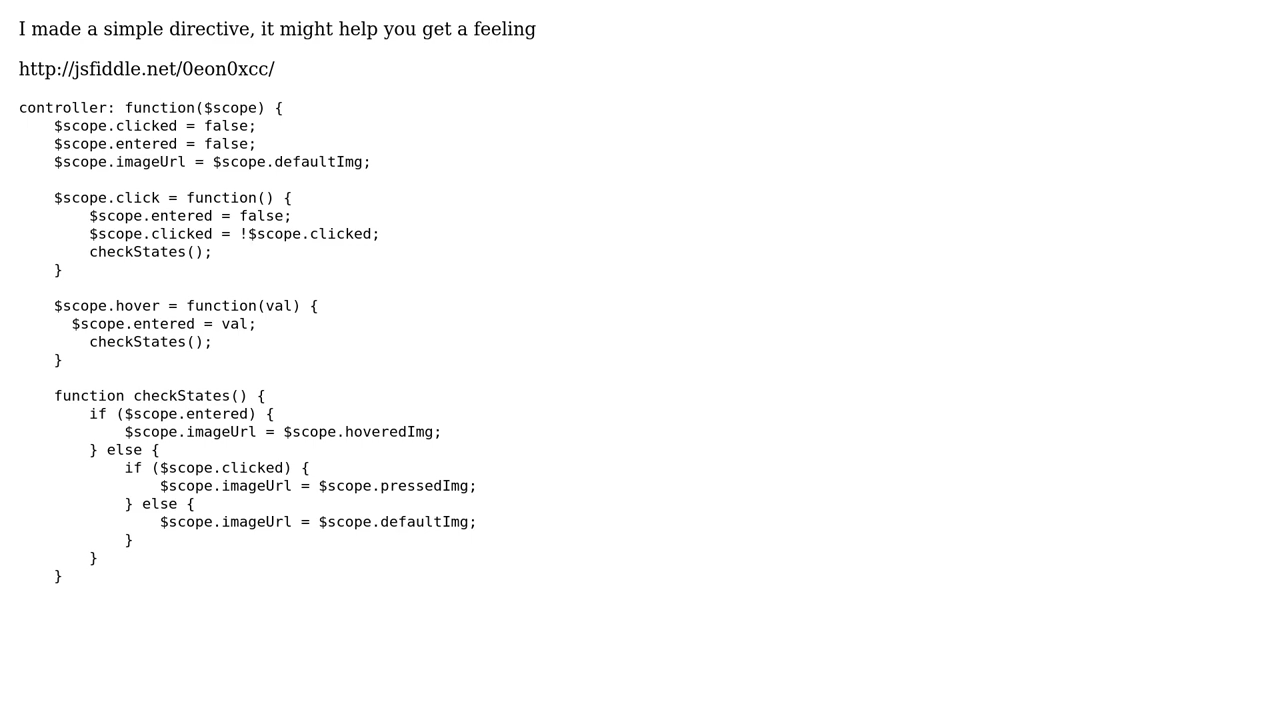 I made a simple directive, it might help you get a feeling
http://jsfiddle.net/0eon0xcc/
controller: function($scope) {
    $scope.clicked = false;
    $scope.entered = false;
    $scope.imageUrl = $scope.defaultImg;

    $scope.click = function() {
        $scope.entered = false;
        $scope.clicked = !$scope.clicked;
        checkStates();
    }

    $scope.hover = function(val) {
      $scope.entered = val;
        checkStates();
    }

    function checkStates() {
        if ($scope.entered) {
            $scope.imageUrl = $scope.hoveredImg;
        } else {
            if ($scope.clicked) {
                $scope.imageUrl = $scope.pressedImg;
            } else {
                $scope.imageUrl = $scope.defaultImg;
            }
        }
    }